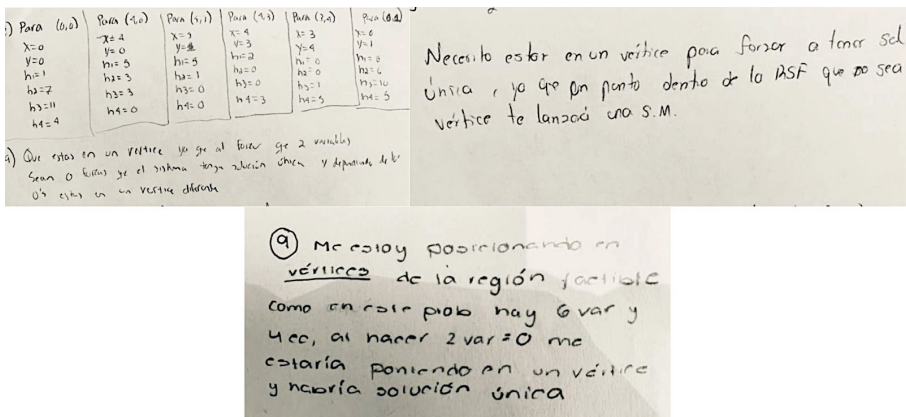 Para (0,0)
x=0
y=0
h1=1
h2=7
h3=11
h4=4
Para (4,0)
x=4
y=0
h1=5
h2=3
h3=3
h4=0
Para (5,1)
h1=5
h2=1
h3=0
h4=0
Para (4,3)
x=4
y=3
h1=2
h2=0
h3=0
h4=3
Para (3,4)
x=3
y=4
h1=0
h2=0
h3=1
h4=5
Para (0,1)
x=0
y=1
h1=0
h2=6
h3=10
h4=5
9) Que estas en un vertice ya qe al forzar qe 2 variables
sean 0 qe el sistema tenga solución única y dependiendo de los
0's estas en un vertice diferente
Necesito estar en un vértice para forzar a tener sol
única, ya que un punto dentro de la RSF que no sea
vértice te lanzará una S.M.
9 Me estoy posicionando en
vértices de la región factible
como en este prob hay 6 var y
4 ec, al hacer 2 var = 0 me
estaría poniendo en un vértice
y habría solución única